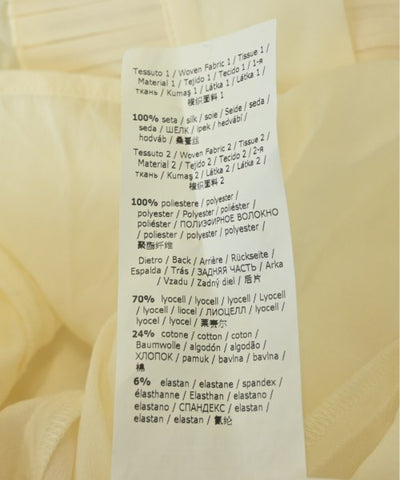 Tessuto 1 / Woven Fabric 1 / Tissue 1 /
Material 1 / Tejido 1 / Tecido 1 / 1-я
ткань / Kumaş 1 / Látka 1 / Látka 1 /
梭织面料 1
100% seta / silk / soie / Seide / seda /
seda / ШЕЛК / ipek / hedvábí /
hodváb / 桑蚕丝
Tessuto 2 / Woven Fabric 2 / Tissue 2 /
Material 2 / Tejido 2 / Tecido 2 / 2-я
ткань / Kumaş 2 / Látka 2 / Látka 2 /
梭织面料 2
100% poliestere / polyester /
polyester / Polyester / poliéster /
poliéster / ПОЛИЭФИРНОЕ ВОЛОКНО
/ poliester / polyester / polyester /
聚脂纤维
Dietro / Back / Arrère / Rückseite /
Espalda / Trás / ЗАДНЯЯ ЧАСТЬ / Arka
/ Vzadu / Zadný diel / 后片
70% lyocell / lyocell / lyocell / Lyocell
/ lyocell / liocel / ЛИОЦЕЛЛ / lyocell /
lyocel / lyocel / 莱赛尔
24% cotone / cotton / coton /
Baumwolle / algodón / algodão /
ХЛОПОК / pamuk / bavlna / bavlna /
棉
6% elastan / elastane / spandex /
élasthanne / Elasthan / elastano /
elastano / СПАНДЕКС / elastan /
elastan / elastan / 氨纶